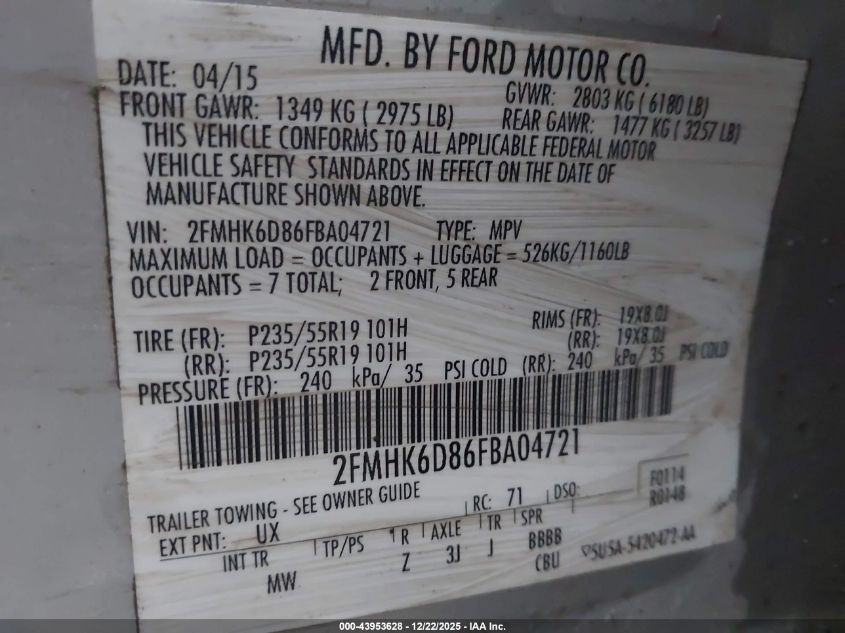 MFD. BY FORD MOTOR CO.
DATE: 04/15 GVWR: 2803 KG ( 6180 LB)
FRONT GAWR: 1349 KG ( 2975 LB) REAR GAWR: 1477 KG ( 3257 LB)
THIS VEHICLE CONFORMS TO ALL APPLICABLE FEDERAL MOTOR
VEHICLE SAFETY STANDARDS IN EFFECT ON THE DATE OF
MANUFACTURE SHOWN ABOVE.
VIN: 2FMHK6D86FBA04721 TYPE: MPV
MAXIMUM LOAD = OCCUPANTS + LUGGAGE = 526KG/1160LB
OCCUPANTS = 7 TOTAL; 2 FRONT, 5 REAR
TIRE (FR): P235/55R19 101H RIMS (FR): 19X8.0J
(RR): P235/55R19 101H (RR): 19X8.0J
PRESSURE (FR): 240 kPa/ 35 PSI COLD (RR): 240 kPa/ 35 PSI COLD
2FMHK6D86FBA04721
F0114
R0148
TRAILER TOWING - SEE OWNER GUIDE RC: 71 DSO:
EXT PNT: UX TP/PS R AXLE TR SPR
INT TR Z 3J J BBBB
MW CBU 5U5A-5420472-AA
000-43953628 - 12/22/2025 - IAA Inc.